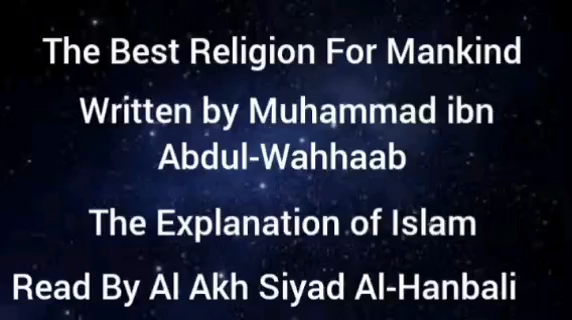 The Best Religion For Mankind
Written by Muhammad ibn
Abdul-Wahhaab
The Explanation of Islam
Read By Al Akh Siyad Al-Hanbali